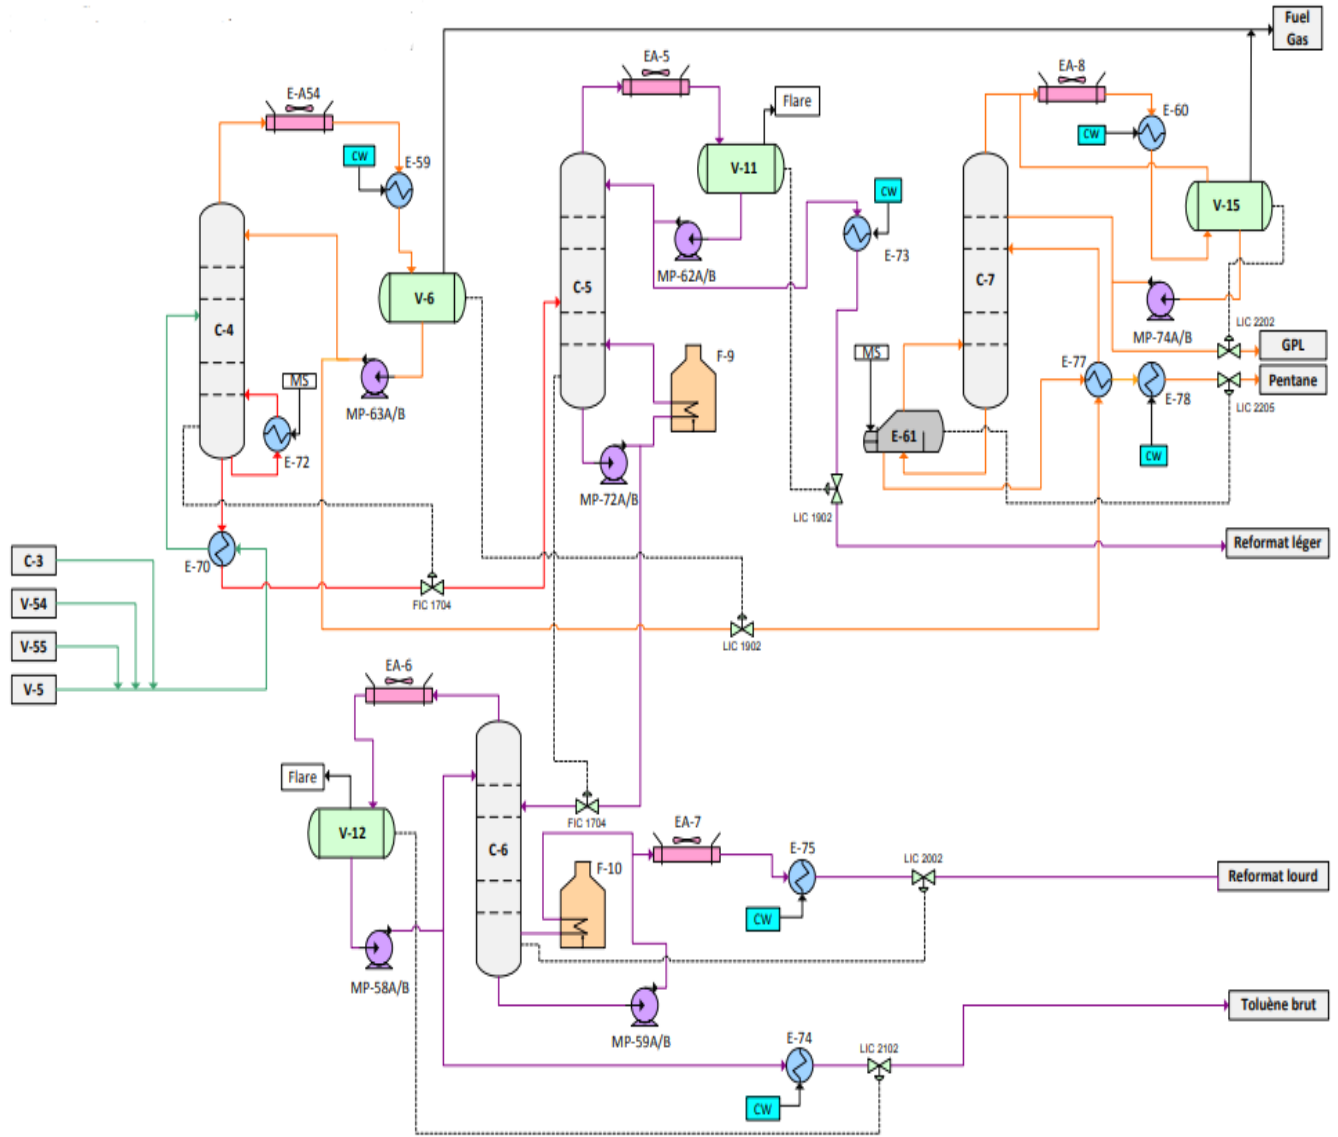 Fuel
Gas
EA-5
EA-8
E-A54
Flare
E-60
CW
CW
E-59
V-11
CW
V-15
E-73
MP-62A/B
C-5
C-7
V-6
C-4
MP-74A/B
LIC 2202
GPL
MS
F-9
E-77
Pentane
MS
MP-63A/B
E-78
LIC 2205
E-61
E-72
CW
MP-72A/B
LIC 1902
Reformat léger
C-3
E-70
V-54
FIC 1704
V-55
LIC 1902
EA-6
V-5
Flare
FIC 1704
EA-7
V-12
C-6
E-75
LIC 2002
F-10
Reformat lourd
CW
MP-58A/B
Toluène brut
MP-59A/B
E-74
LIC 2102
CW